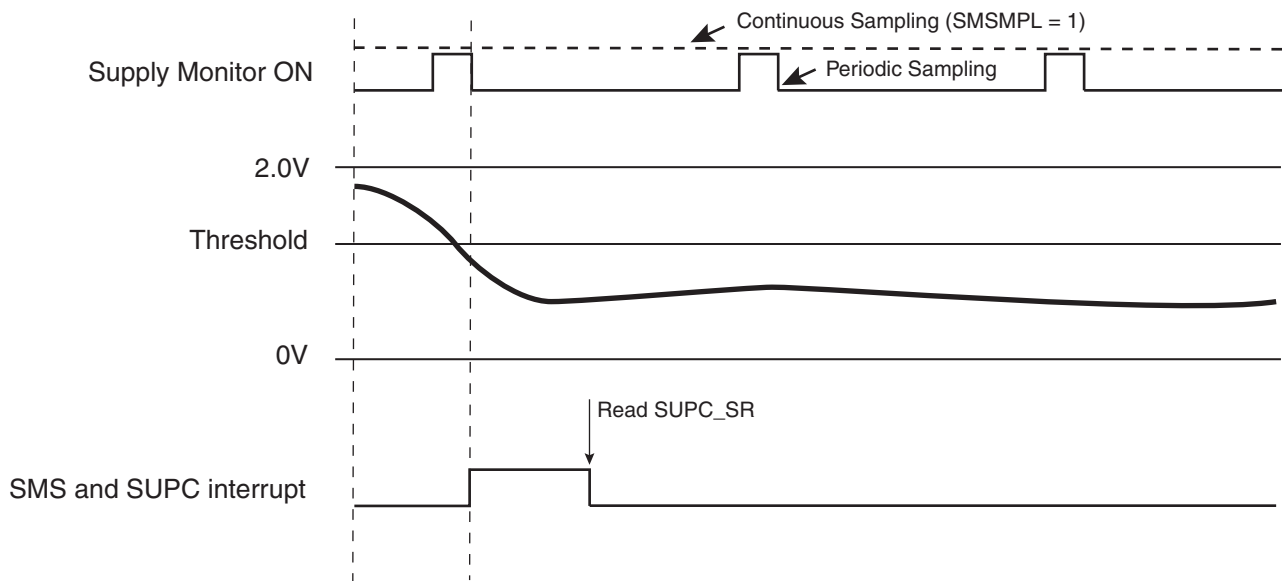 Continuous Sampling (SMSMPL = 1)
Supply Monitor ON
Periodic Sampling
2.0V
Threshold
0V
Read SUPC_SR
SMS and SUPC interrupt